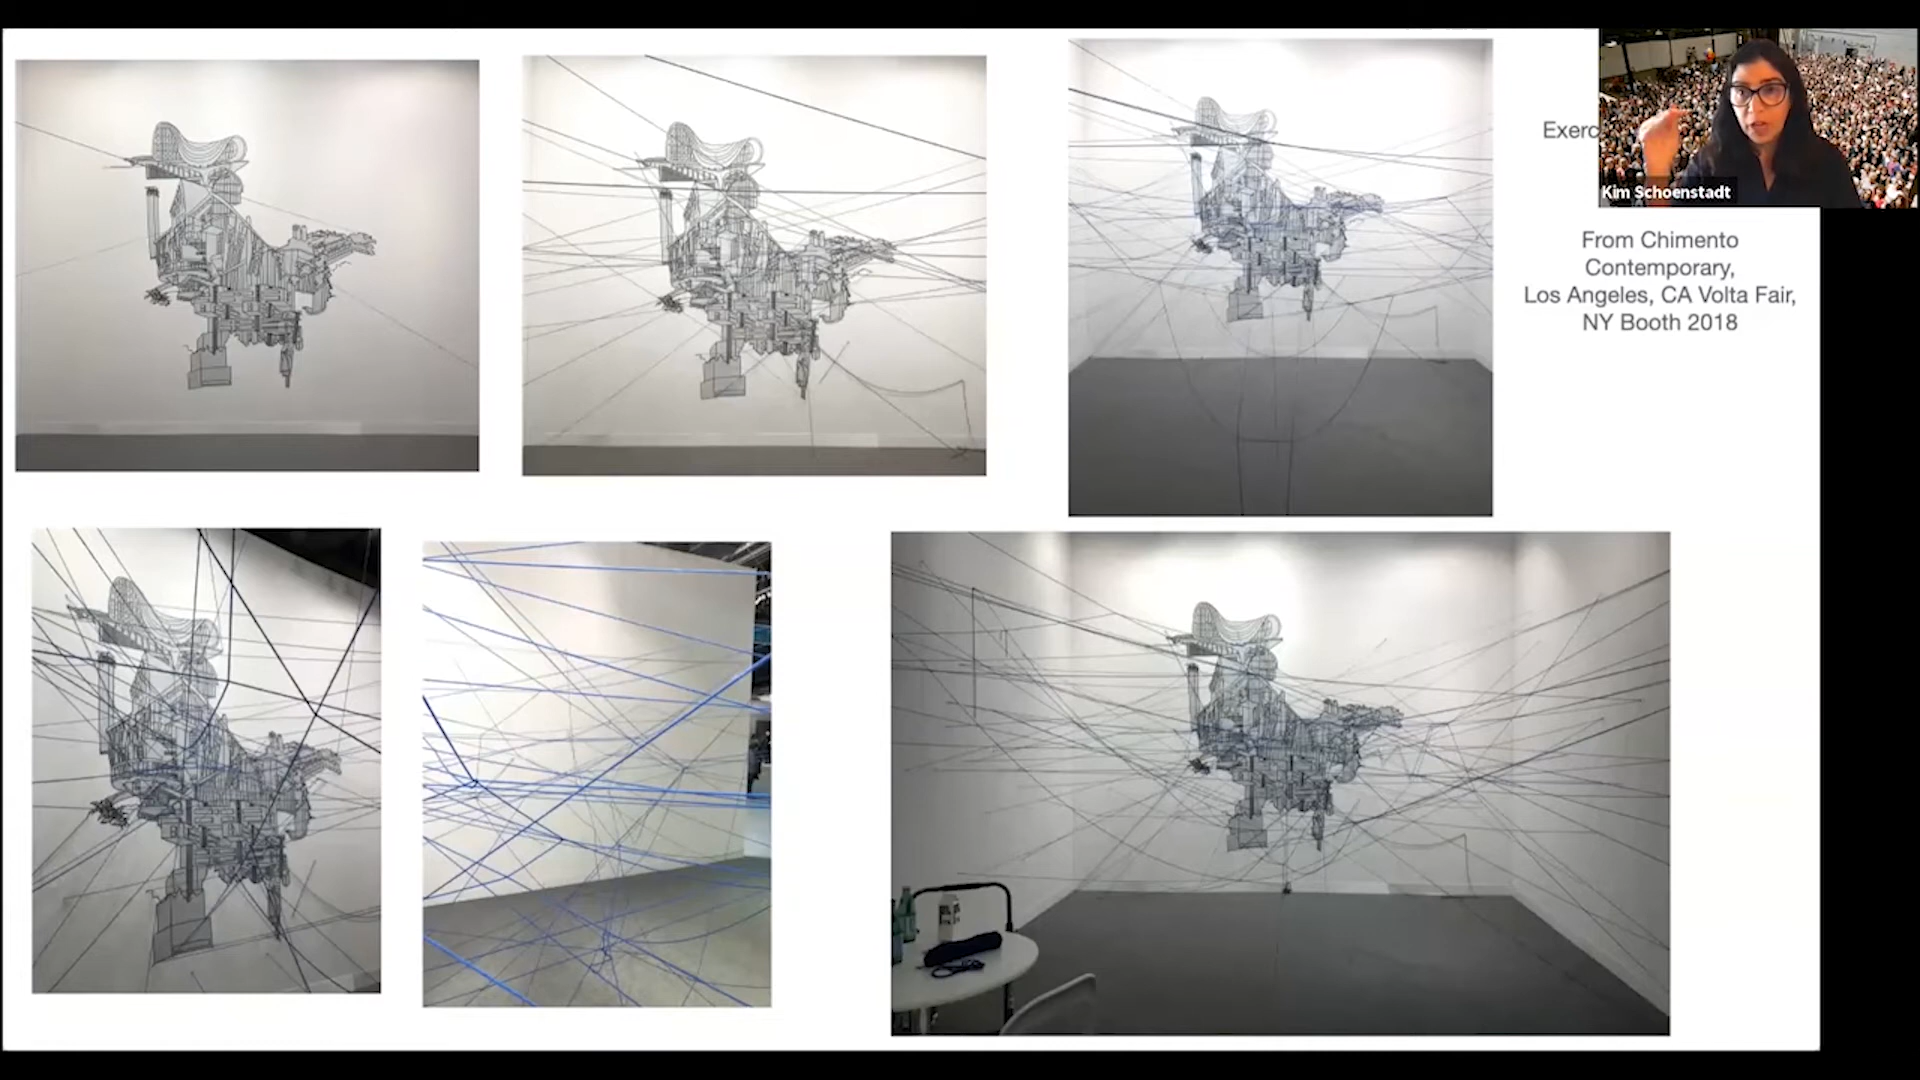 Exerc
Kim Schoenstadt
From Chimento
Contemporary,
Los Angeles, CA Volta Fair,
NY Booth 2018